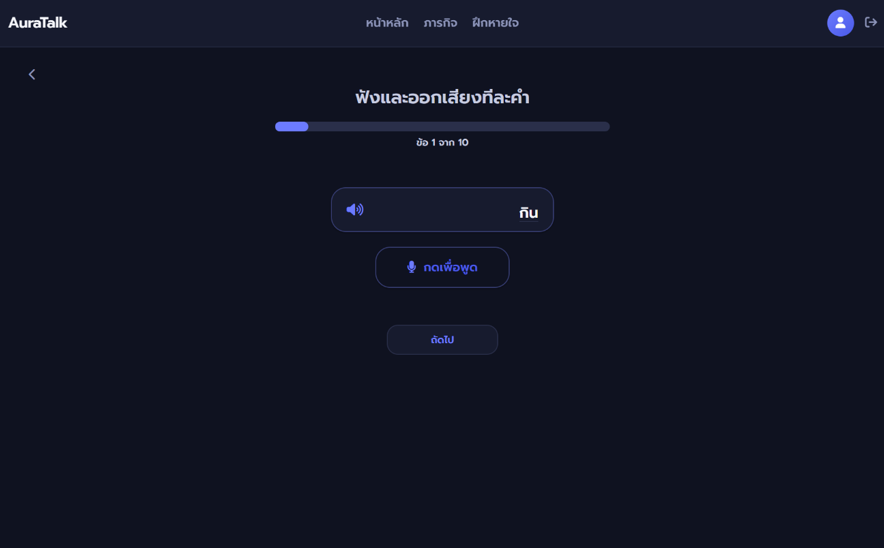 AuraTalk
หน้าหลัก ภารกิจ ฝึกหายใจ
ฟังและออกเสียงทีละคำ
ข้อ 1 จาก 10
กิน
กดเพื่อพูด
ถัดไป